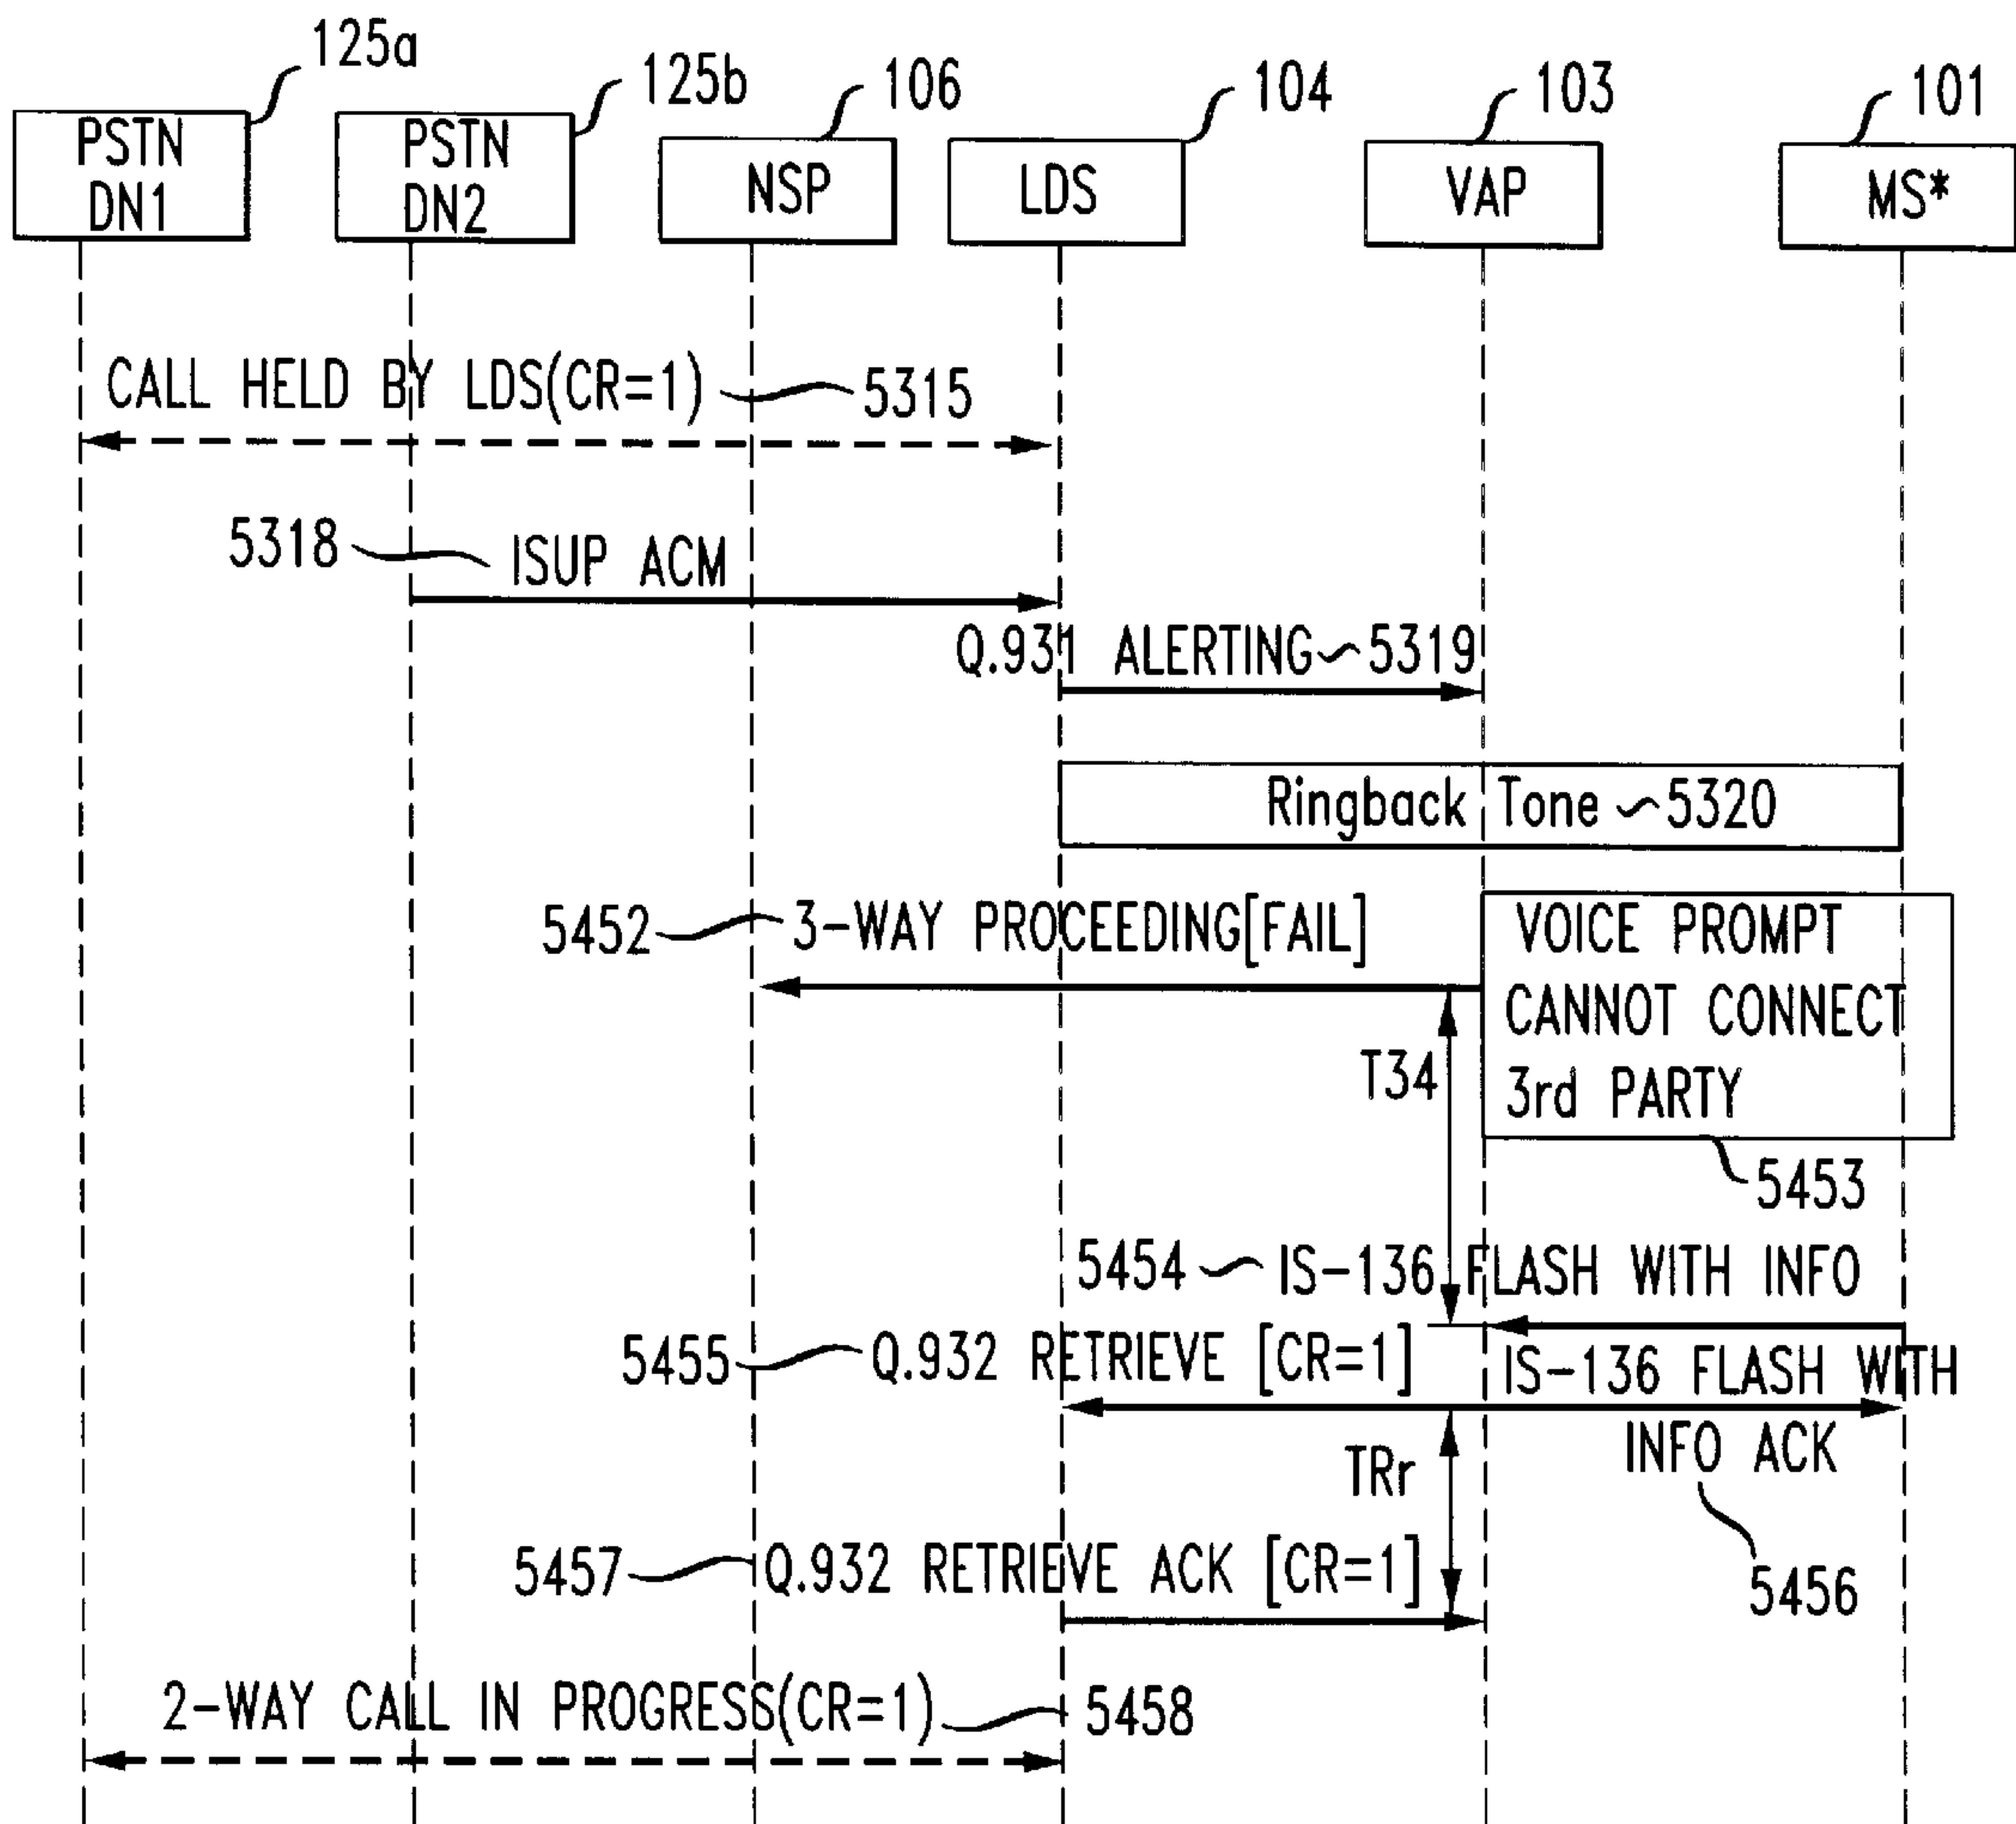 125a
125b
106
104
103
101
PSTN
DN1
PSTN
DN2
NSP
LDS
VAP
MS*
CALL HELD BY LDS(CR=1) 5315
5318 ISUP ACM
Q.931 ALERTING 5319
Ringback Tone 5320
5452 3-WAY PROCEEDING[FAIL]
VOICE PROMPT
CANNOT CONNECT
3rd PARTY
T34
5453
5454 IS-136 FLASH WITH INFO
5455 Q.932 RETRIEVE [CR=1]
IS-136 FLASH WITH
INFO ACK
TRr
5457 Q.932 RETRIEVE ACK [CR=1]
5456
2-WAY CALL IN PROGRESS(CR=1) 5458